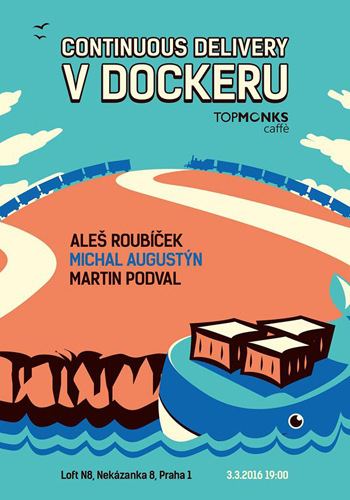 CONTINUOUS DELIVERY
V DOCKERU
TOPMONKS
caffè
ALEŠ ROUBÍČEK
MICHAL AUGUSTÝN
MARTIN PODVAL
Loft N8, Nekázanka 8, Praha 1
3.3.2016 19:00